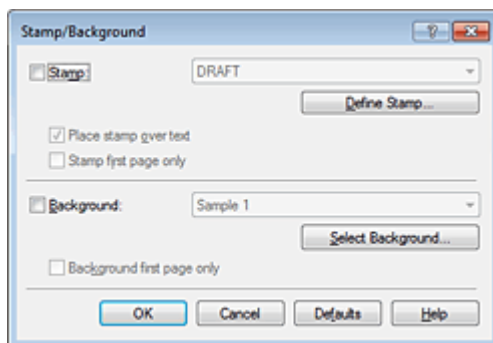 Stamp/Background
Stamp: DRAFT
Define Stamp...
Place stamp over text
Stamp first page only
Background: Sample 1
Select Background...
Background first page only
OK Cancel Defaults Help